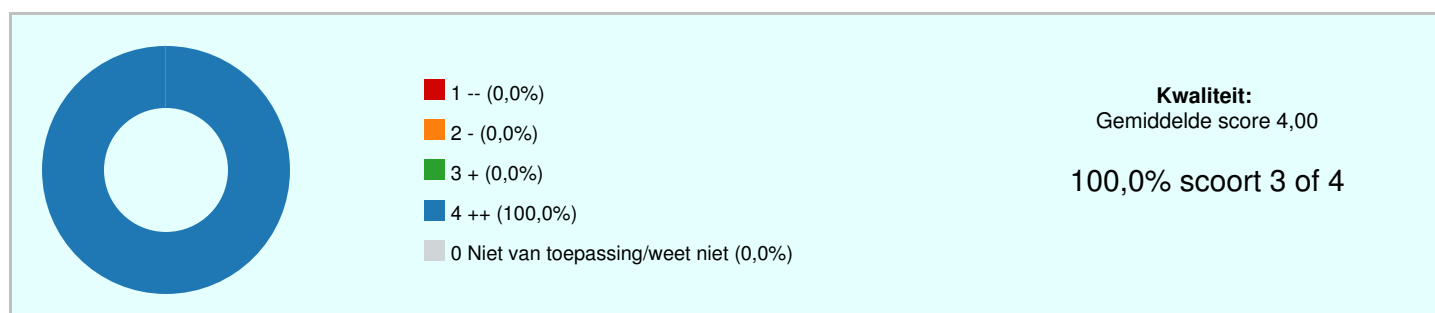 1 -- (0,0%)
2 - (0,0%)
3 + (0,0%)
4 ++ (100,0%)
0 Niet van toepassing/weet niet (0,0%)
Kwaliteit:
Gemiddelde score 4,00
100,0% scoort 3 of 4